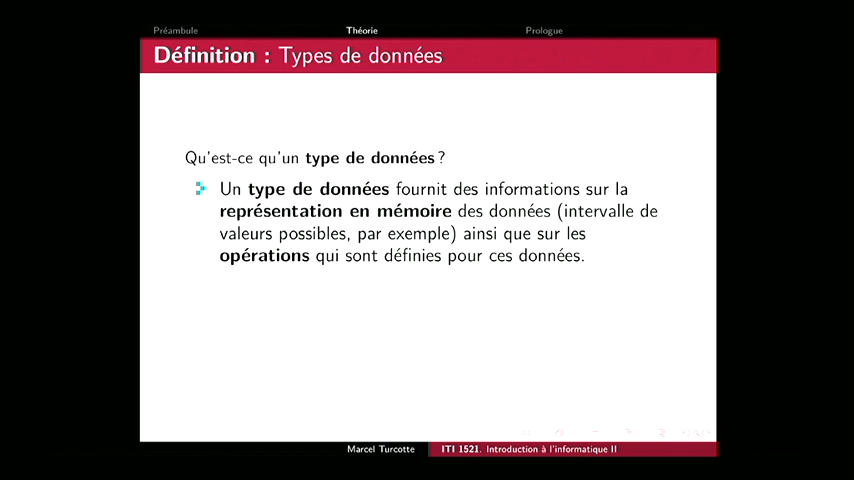 Préambule Théorie Prologue
Définition : Types de données
Qu'est-ce qu'un type de données ?
Un type de données fournit des informations sur la
représentation en mémoire des données (intervalle de
valeurs possibles, par exemple) ainsi que sur les
opérations qui sont définies pour ces données.
Marcel Turcotte ITI 1521. Introduction à l'informatique II